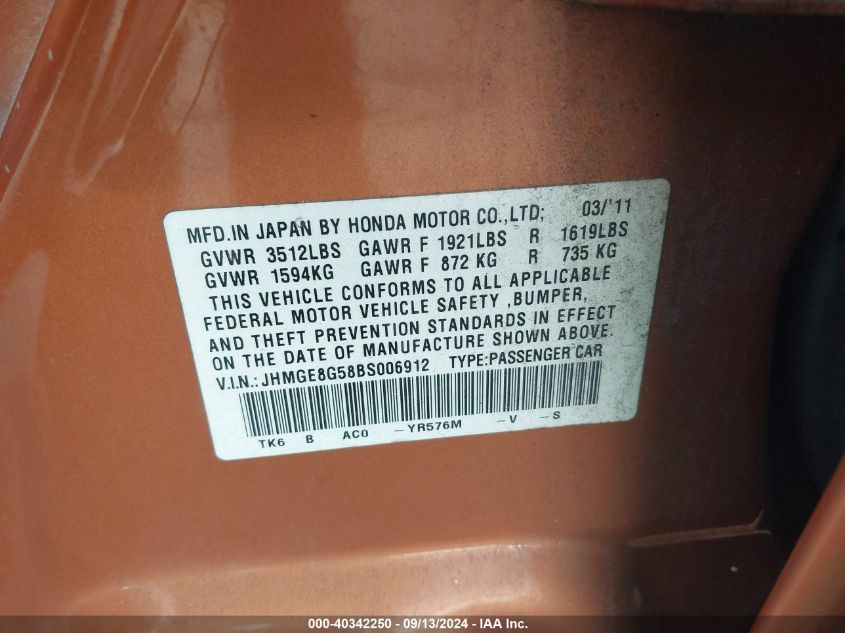 MFD.IN JAPAN BY HONDA MOTOR CO.,LTD; 03/'11
GVWR 3512LBS GAWR F 1921LBS R 1619LBS
GVWR 1594KG GAWR F 872 KG R 735 KG
THIS VEHICLE CONFORMS TO ALL APPLICABLE
FEDERAL MOTOR VEHICLE SAFETY ,BUMPER,
AND THEFT PREVENTION STANDARDS IN EFFECT
ON THE DATE OF MANUFACTURE SHOWN ABOVE.
V.I.N.: JHMGE8G58BS006912 TYPE:PASSENGER CAR
TK6 B AC0 -YR576M -V -S
000-40342250 - 09/13/2024 - IAA Inc.